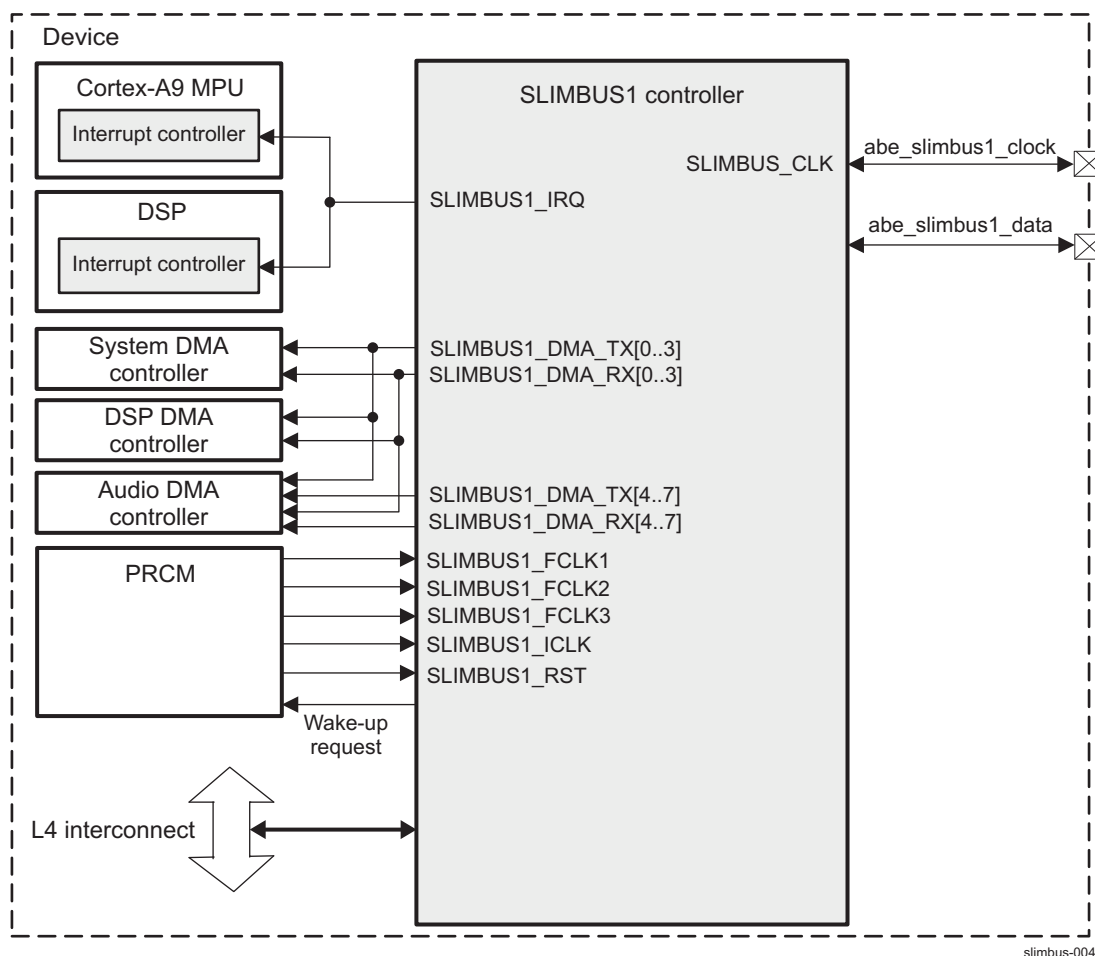 Device
Cortex-A9 MPU
Interrupt controller
DSP
Interrupt controller
System DMA
controller
DSP DMA
controller
Audio DMA
controller
PRCM
Wake-up
request
L4 interconnect
SLIMBUS1 controller
SLIMBUS_CLK
SLIMBUS1_IRQ
SLIMBUS1_DMA_TX[0..3]
SLIMBUS1_DMA_RX[0..3]
SLIMBUS1_DMA_TX[4..7]
SLIMBUS1_DMA_RX[4..7]
SLIMBUS1_FCLK1
SLIMBUS1_FCLK2
SLIMBUS1_FCLK3
SLIMBUS1_ICLK
SLIMBUS1_RST
abe_slimbus1_clock
abe_slimbus1_data
slimbus-004